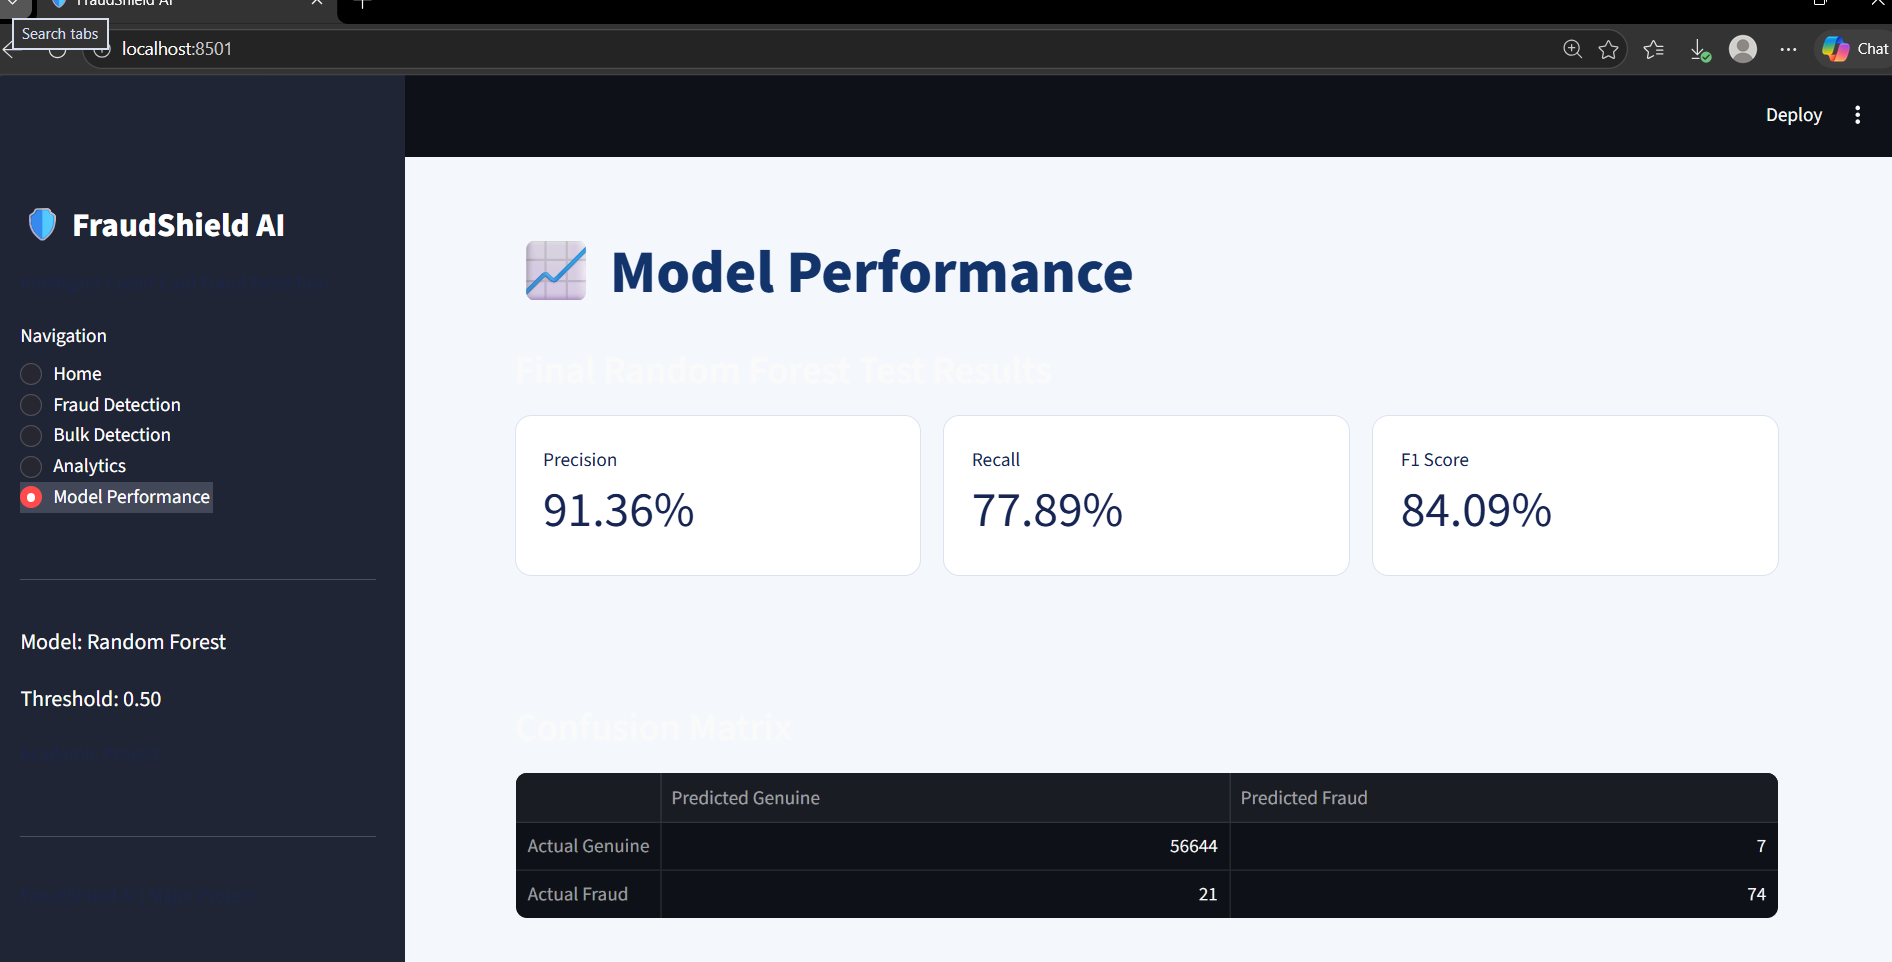 FraudShield AI
Search tabs
localhost:8501
Chat
Deploy
FraudShield AI
Navigation
Home
Fraud Detection
Bulk Detection
Analytics
Model Performance
Model: Random Forest
Threshold: 0.50
Model Performance
Final Random Forest Test Results
Precision
91.36%
Recall
77.89%
F1 Score
84.09%
Confusion Matrix
Predicted Genuine Predicted Fraud
Actual Genuine 56644 7
Actual Fraud 21 74